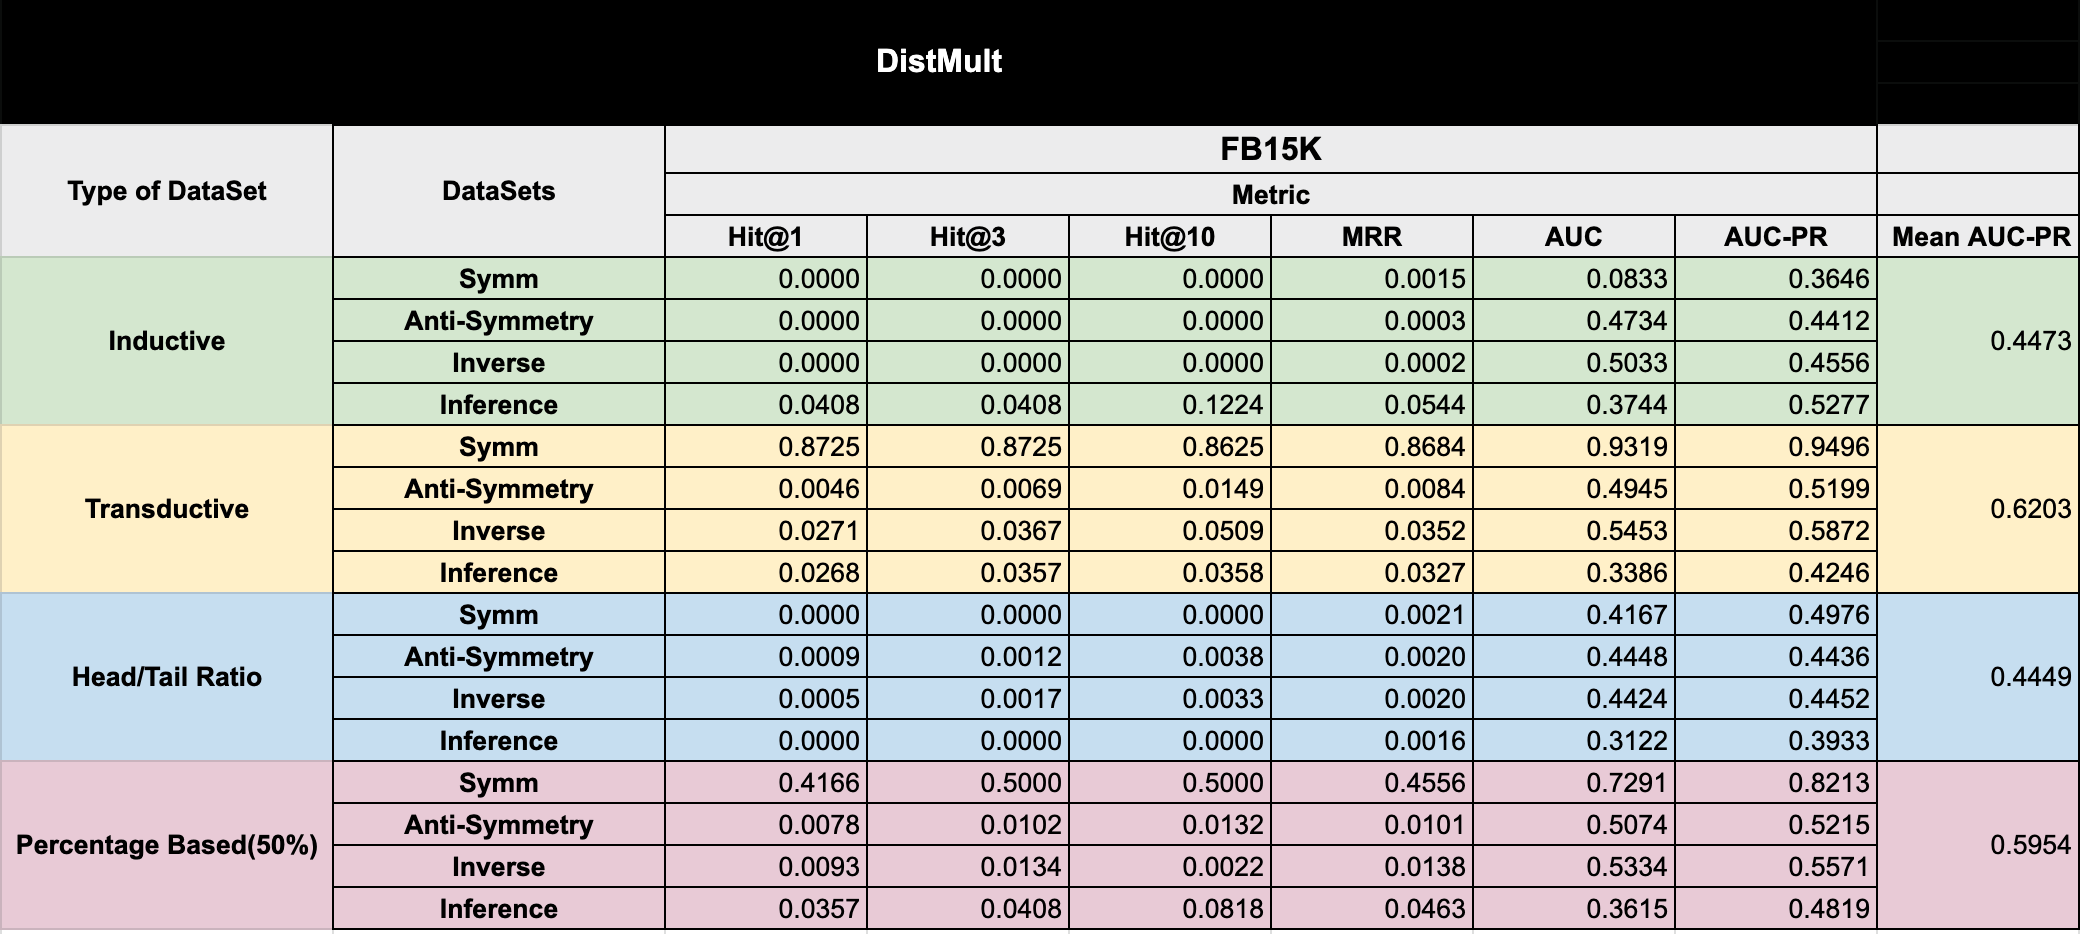 DistMult
Type of DataSet DataSets FB15K
Metric
Hit@1 Hit@3 Hit@10 MRR AUC AUC-PR Mean AUC-PR
Inductive Symm 0.0000 0.0000 0.0000 0.0015 0.0833 0.3646 0.4473
Anti-Symmetry 0.0000 0.0000 0.0000 0.0003 0.4734 0.4412
Inverse 0.0000 0.0000 0.0000 0.0002 0.5033 0.4556
Inference 0.0408 0.0408 0.1224 0.0544 0.3744 0.5277
Transductive Symm 0.8725 0.8725 0.8625 0.8684 0.9319 0.9496 0.6203
Anti-Symmetry 0.0046 0.0069 0.0149 0.0084 0.4945 0.5199
Inverse 0.0271 0.0367 0.0509 0.0352 0.5453 0.5872
Inference 0.0268 0.0357 0.0358 0.0327 0.3386 0.4246
Head/Tail Ratio Symm 0.0000 0.0000 0.0000 0.0021 0.4167 0.4976 0.4449
Anti-Symmetry 0.0009 0.0012 0.0038 0.0020 0.4448 0.4436
Inverse 0.0005 0.0017 0.0033 0.0020 0.4424 0.4452
Inference 0.0000 0.0000 0.0000 0.0016 0.3122 0.3933
Percentage Based(50%) Symm 0.4166 0.5000 0.5000 0.4556 0.7291 0.8213 0.5954
Anti-Symmetry 0.0078 0.0102 0.0132 0.0101 0.5074 0.5215
Inverse 0.0093 0.0134 0.0022 0.0138 0.5334 0.5571
Inference 0.0357 0.0408 0.0818 0.0463 0.3615 0.4819